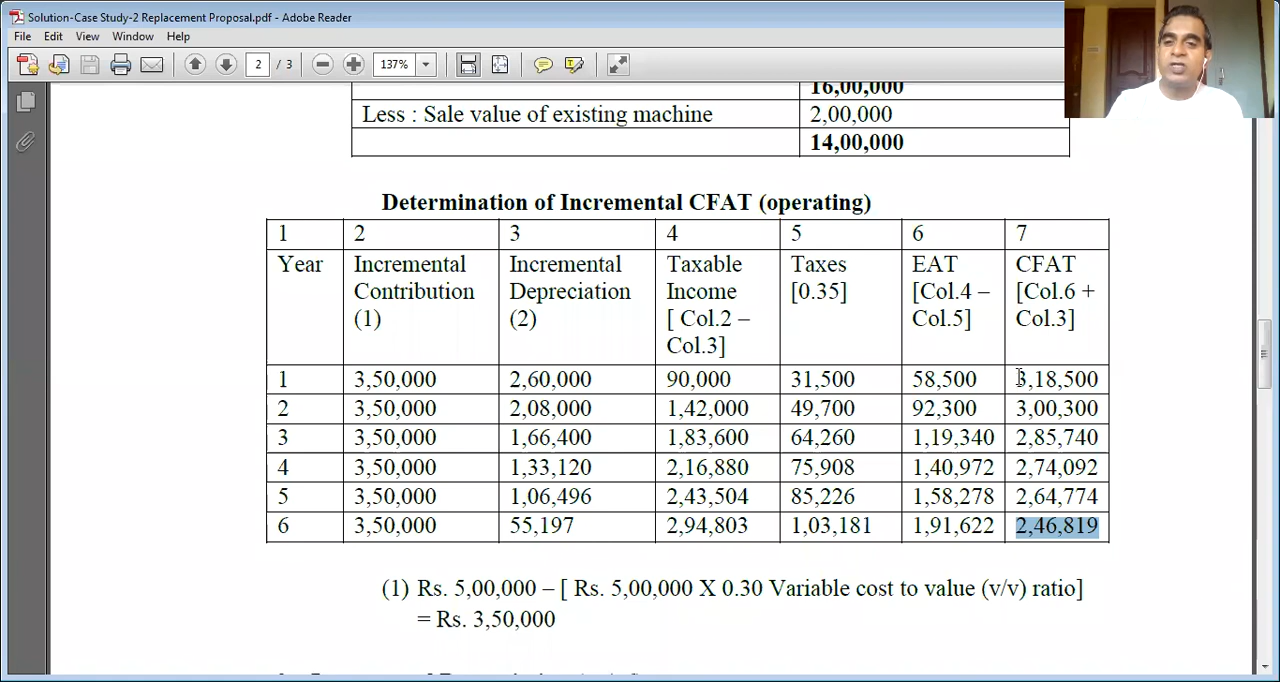 Solution-Case Study-2 Replacement Proposal.pdf - Adobe Reader
File Edit View Window Help
2 / 3 137%
16,00,000
Less : Sale value of existing machine 2,00,000
14,00,000
Determination of Incremental CFAT (operating)
1 2 3 4 5 6 7
Year Incremental Incremental Taxable Taxes EAT CFAT
Contribution Depreciation Income [0.35] [Col.4 – [Col.6 +
(1) (2) [ Col.2 – Col.5] Col.3]
Col.3]
1 3,50,000 2,60,000 90,000 31,500 58,500 3,18,500
2 3,50,000 2,08,000 1,42,000 49,700 92,300 3,00,300
3 3,50,000 1,66,400 1,83,600 64,260 1,19,340 2,85,740
4 3,50,000 1,33,120 2,16,880 75,908 1,40,972 2,74,092
5 3,50,000 1,06,496 2,43,504 85,226 1,58,278 2,64,774
6 3,50,000 55,197 2,94,803 1,03,181 1,91,622 2,46,819
(1) Rs. 5,00,000 – [ Rs. 5,00,000 X 0.30 Variable cost to value (v/v) ratio]
= Rs. 3,50,000